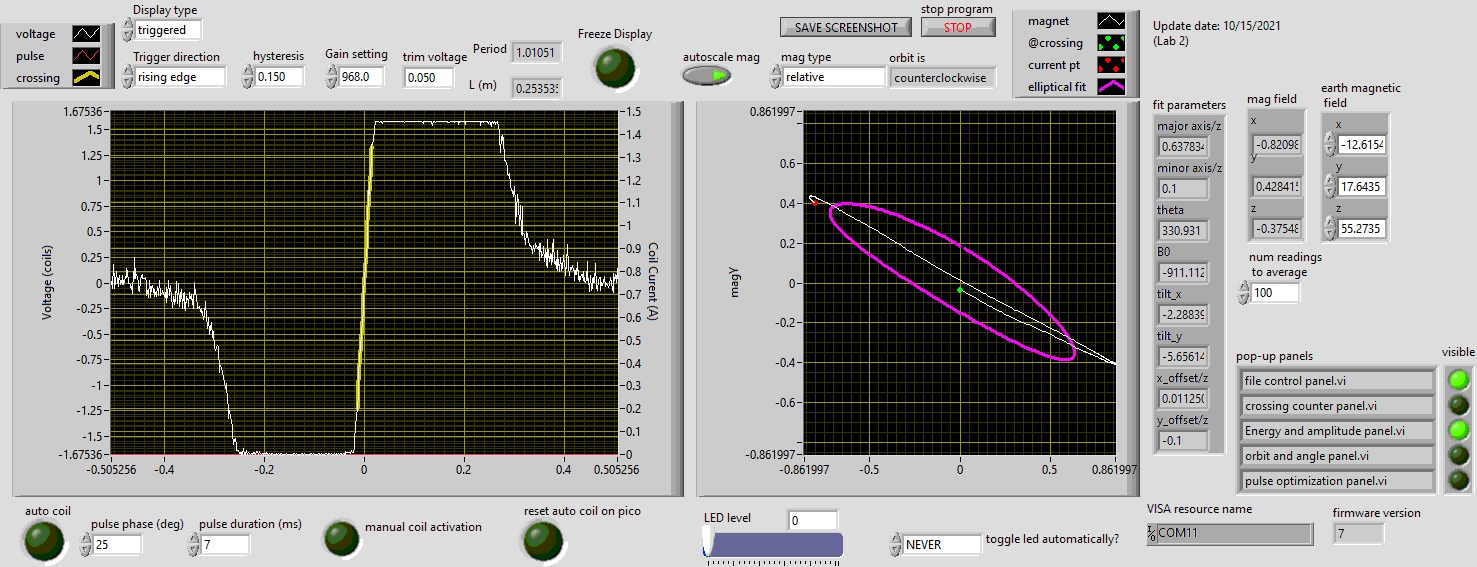 voltage
pulse
crossing
Display type
triggered
Trigger direction
rising edge
hysteresis
0.150
Gain setting
968.0
trim voltage
0.050
Period
1.01051
L (m)
0.253535
Freeze Display
SAVE SCREENSHOT
stop program
STOP
autoscale mag
mag type
relative
orbit is
counterclockwise
magnet
@crossing
current pt
elliptical fit
Update date: 10/15/2021
(Lab 2)
Voltage (coils)
1.67536
1.5
1.25
1
0.75
0.5
0.25
0
-0.25
-0.5
-0.75
-1
-1.25
-1.5
-1.67536
-0.505256
-0.2
0
0.2
0.4
0.505256
1.5
1.4
1.3
1.2
1.1
1
0.9
0.8
0.7
0.6
0.5
0.4
0.3
0.2
0.1
0
Coil Current (A)
magy
0.861997
0.6
0.4
0.2
0
-0.2
-0.4
-0.6
-0.861997
-0.861997
-0.5
0
0.5
0.861997
fit parameters
major axis/z
0.637834
minor axis/z
0.1
theta
330.931
B0
-911.112
tilt_x
-2.28839
tilt_y
-5.65614
x_offset/z
0.01125(
y_offset/z
-0.1
mag field
x
-0.82098
y
0.428415
z
-0.37548
earth magnetic
field
x
-12.6154
y
17.6435
z
55.2735
num readings
to average
100
pop-up panels
visible
file control panel.vi
crossing counter panel.vi
Energy and amplitude panel.vi
orbit and angle panel.vi
pulse optimization panel.vi
auto coil
pulse phase (deg)
25
pulse duration (ms)
7
manual coil activation
reset auto coil on pico
LED level
0
NEVER
toggle led automatically?
VISA resource name
COM11
firmware version
7